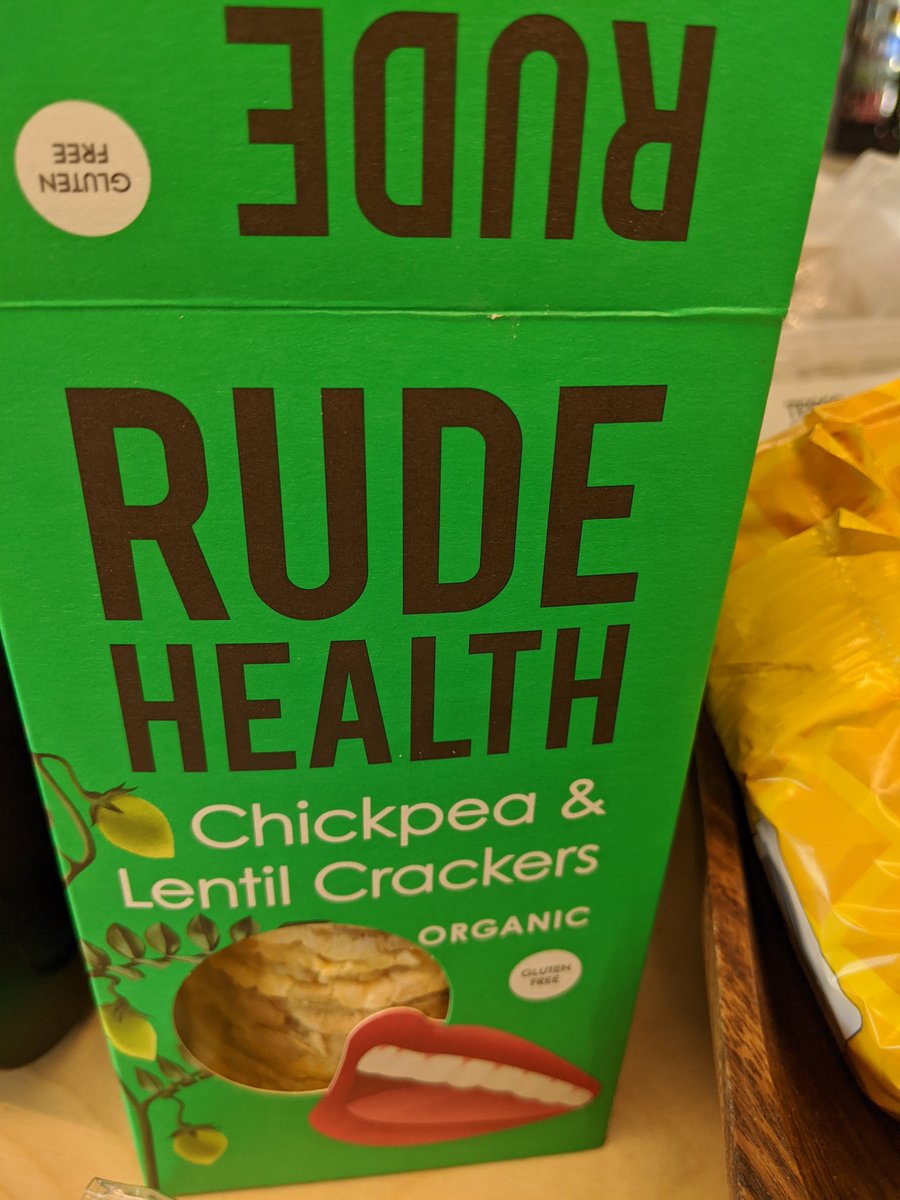 RUDE
GLUTEN
FREE
RUDE
HEALTH
Chickpea &
Lentil Crackers
ORGANIC
GLUTEN
FREE